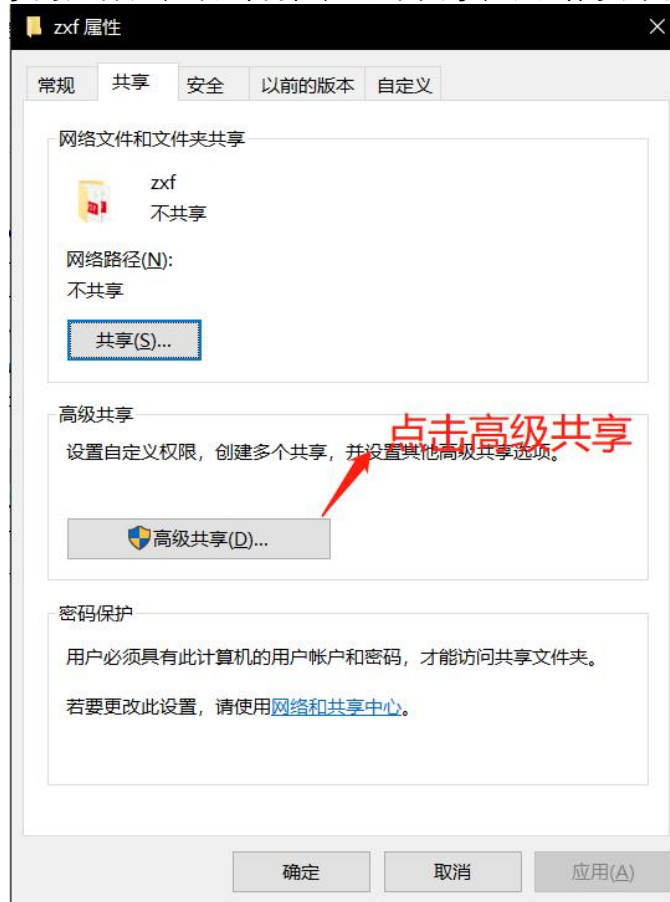 zxf 属性
常规 共享 安全 以前的版本 自定义
网络文件和文件夹共享
zxf
不共享
网络路径(N):
不共享
共享(S)...
高级共享
点击高级共享
设置自定义权限，创建多个共享，并设置其他高级共享选项。
高级共享(D)...
密码保护
用户必须具有此计算机的用户帐户和密码，才能访问共享文件夹。
若要更改此设置，请使用网络和共享中心。
确定 取消 应用(A)